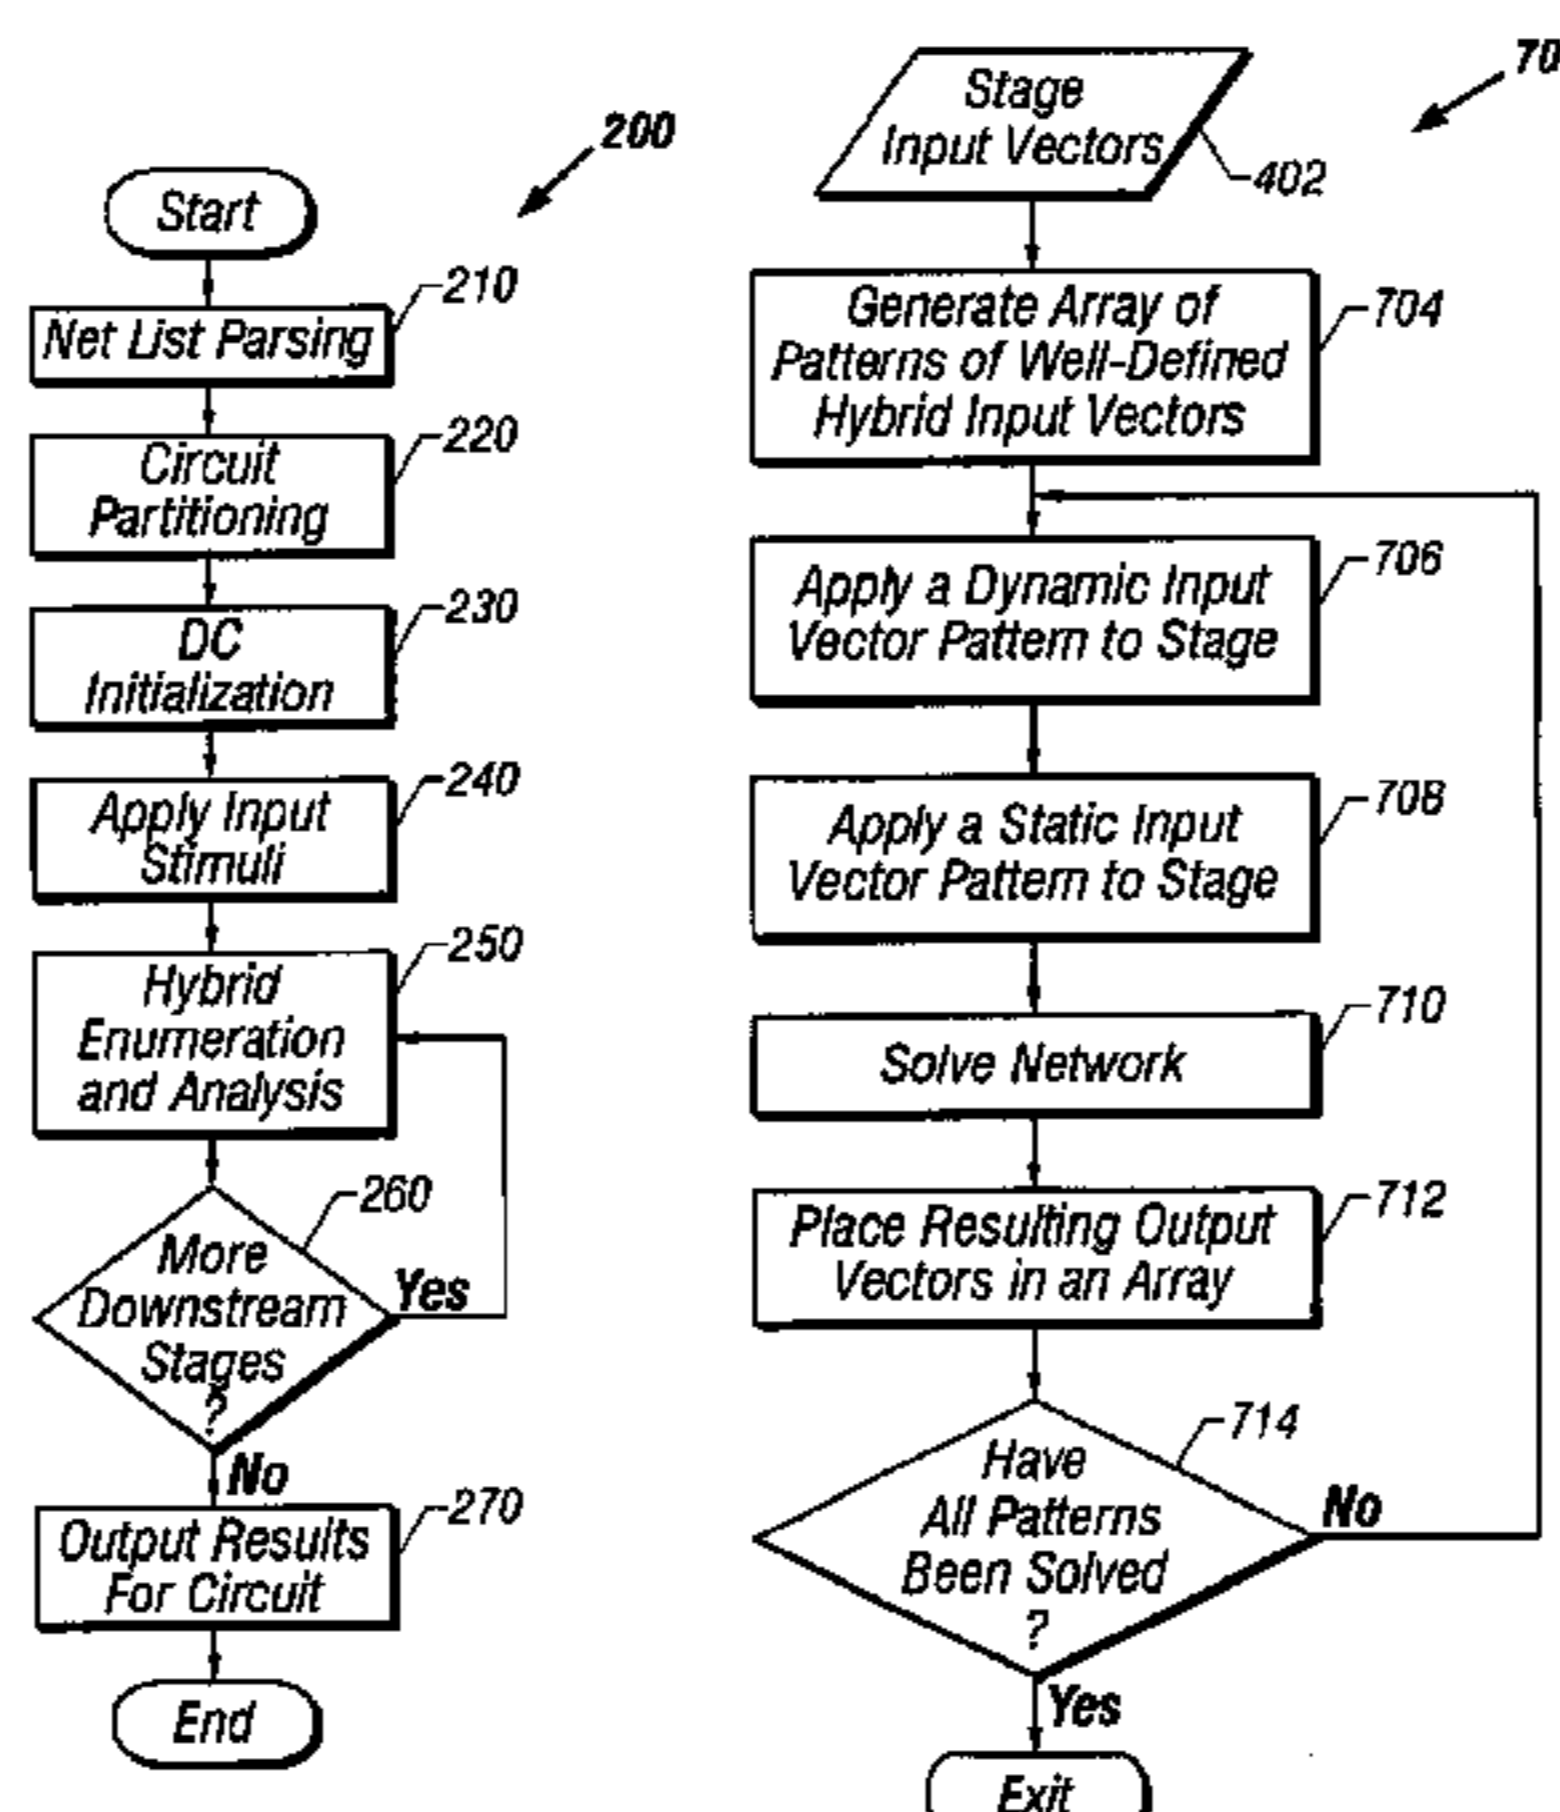 200
Start
210
Net List Parsing
220
Circuit
Partitioning
230
DC
Initialization
240
Apply Input
Stimuli
250
Hybrid
Enumeration
and Analysis
260
More
Downstream
Stages
?
Yes
No
270
Output Results
For Circuit
End
70
Stage
Input Vectors
402
Generate Array of
Patterns of Well-Defined
Hybrid Input Vectors
704
Apply a Dynamic Input
Vector Pattern to Stage
706
Apply a Static Input
Vector Pattern to Stage
708
Solve Network
710
Place Resulting Output
Vectors in an Array
712
714
Have
All Patterns
Been Solved
?
No
Yes
Exit